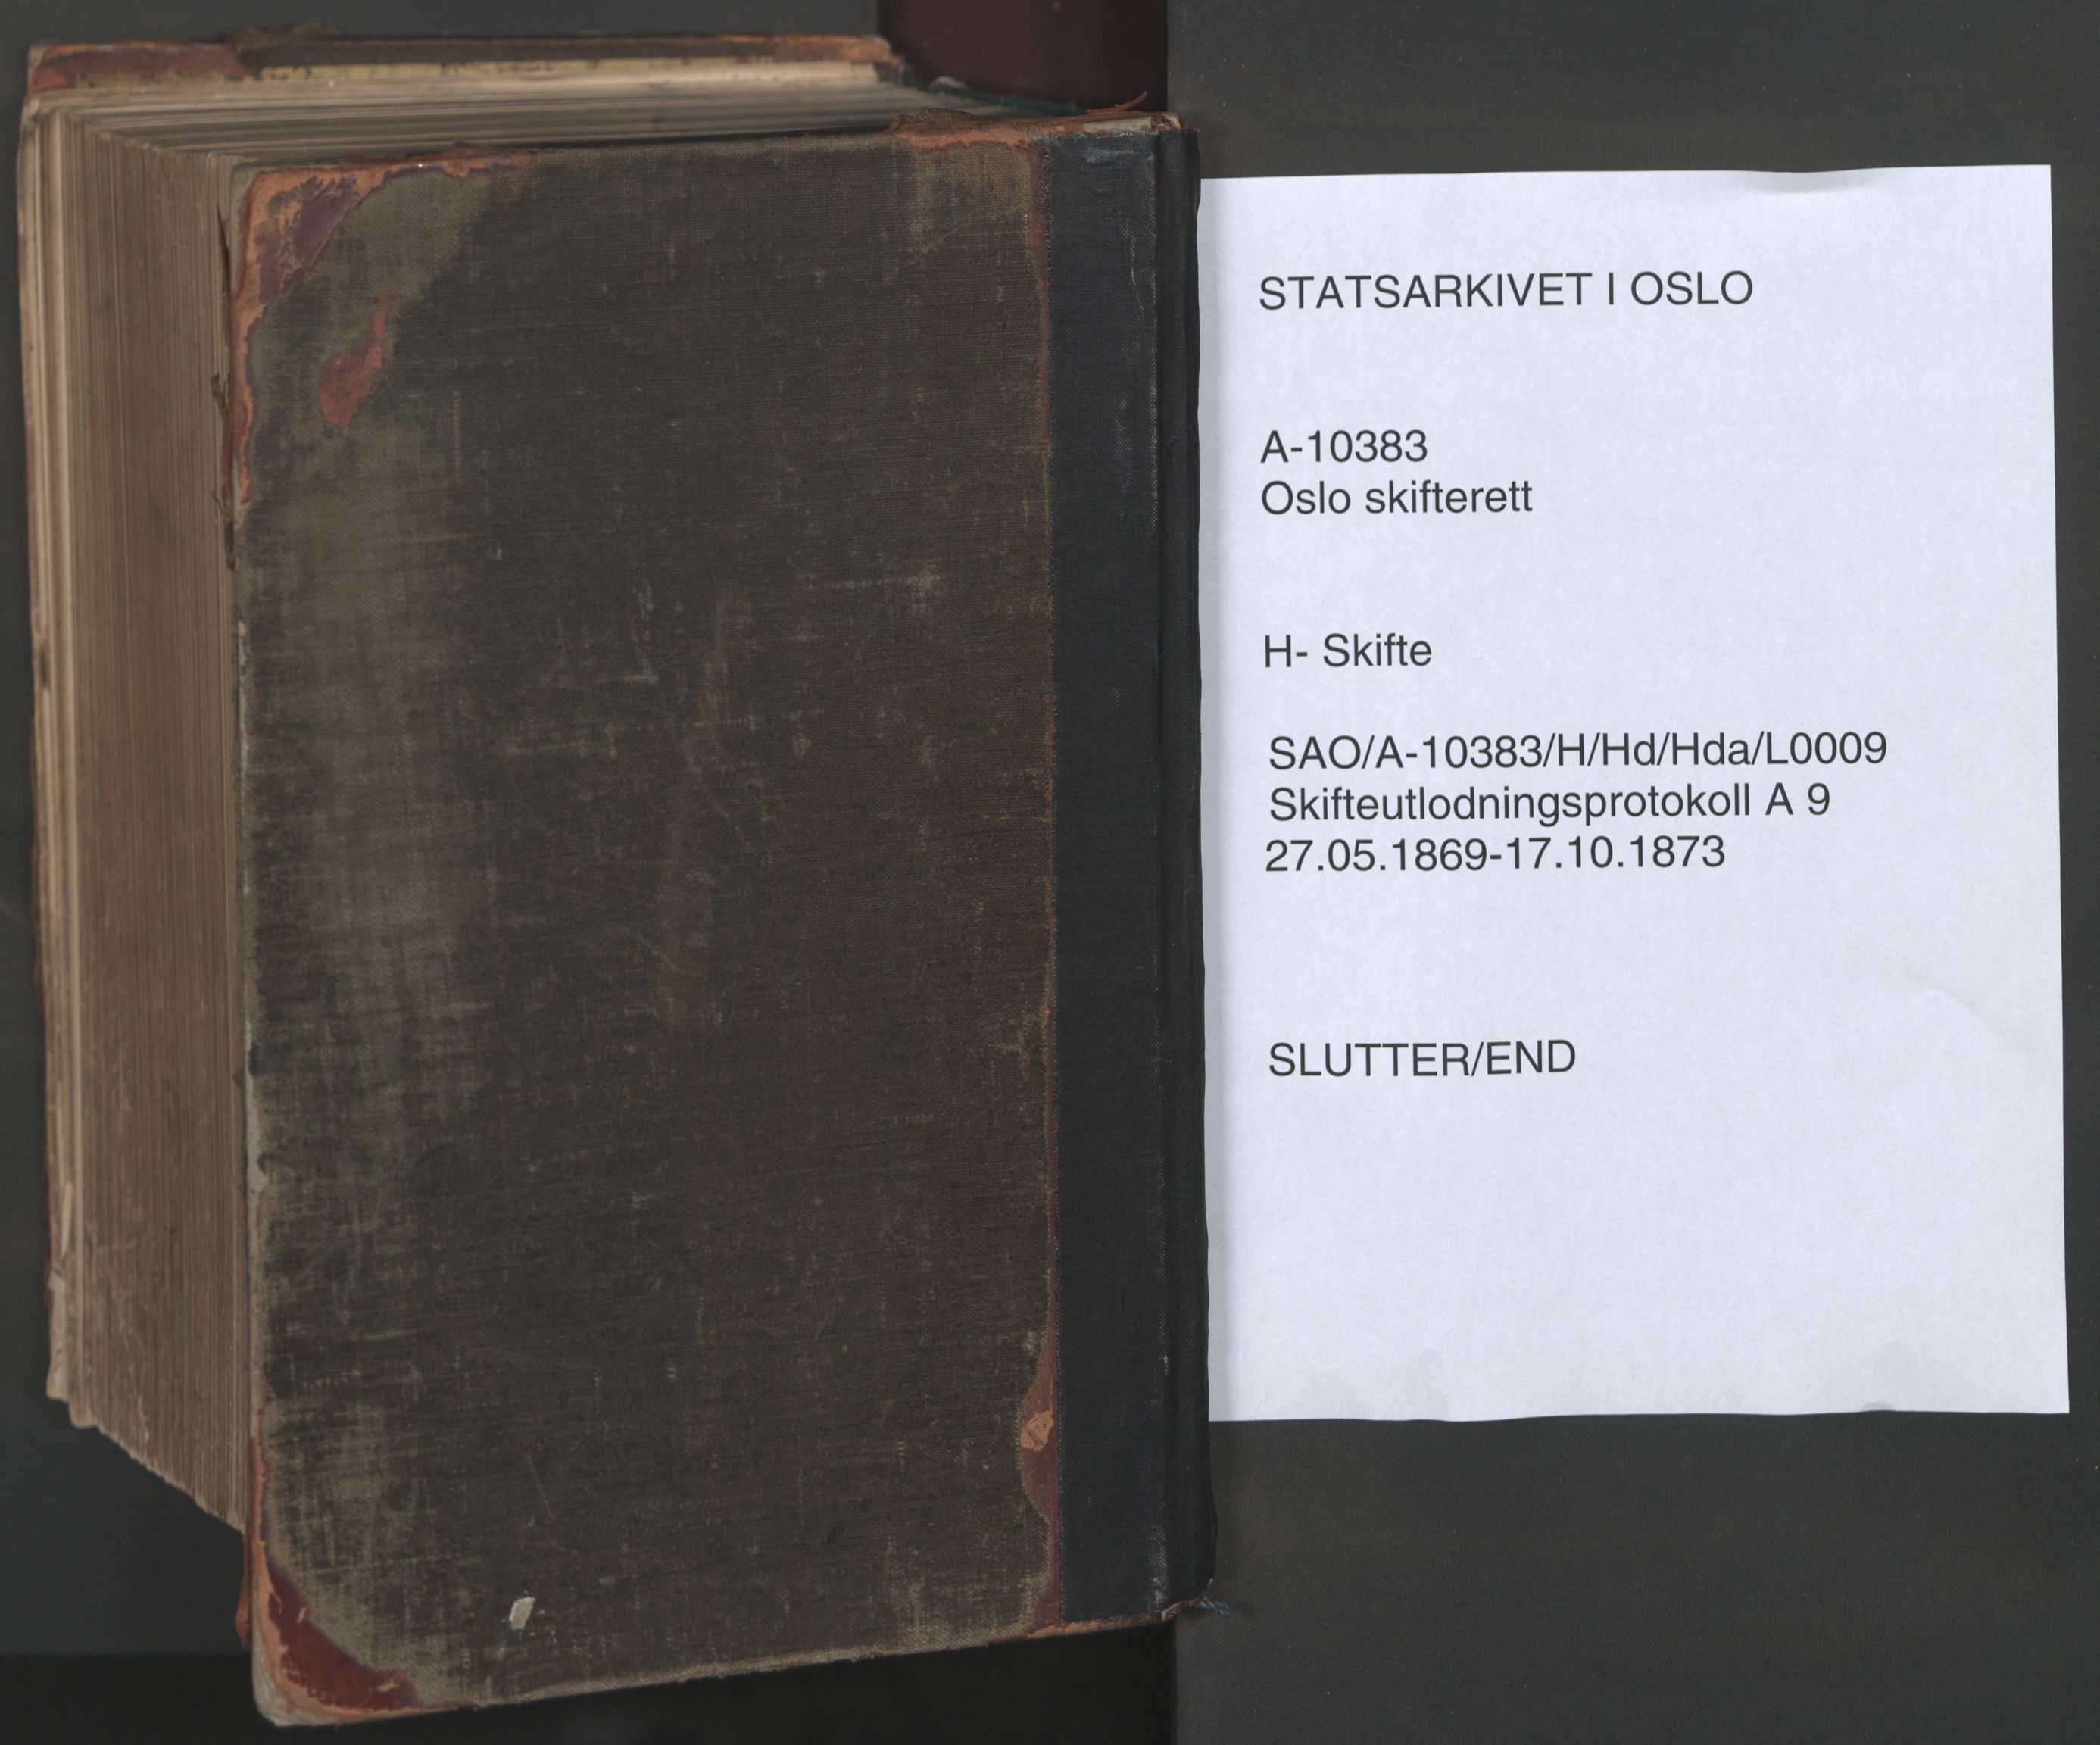 STATSARKIVET I OSLO
A-10383
Oslo skifterett
H- Skifte
SAO/A-10383/H/Hd/Hda/L0009
Skifteutlodningsprotokoll A 9
27.05.1869-17.10.1873
SLUTTER/END